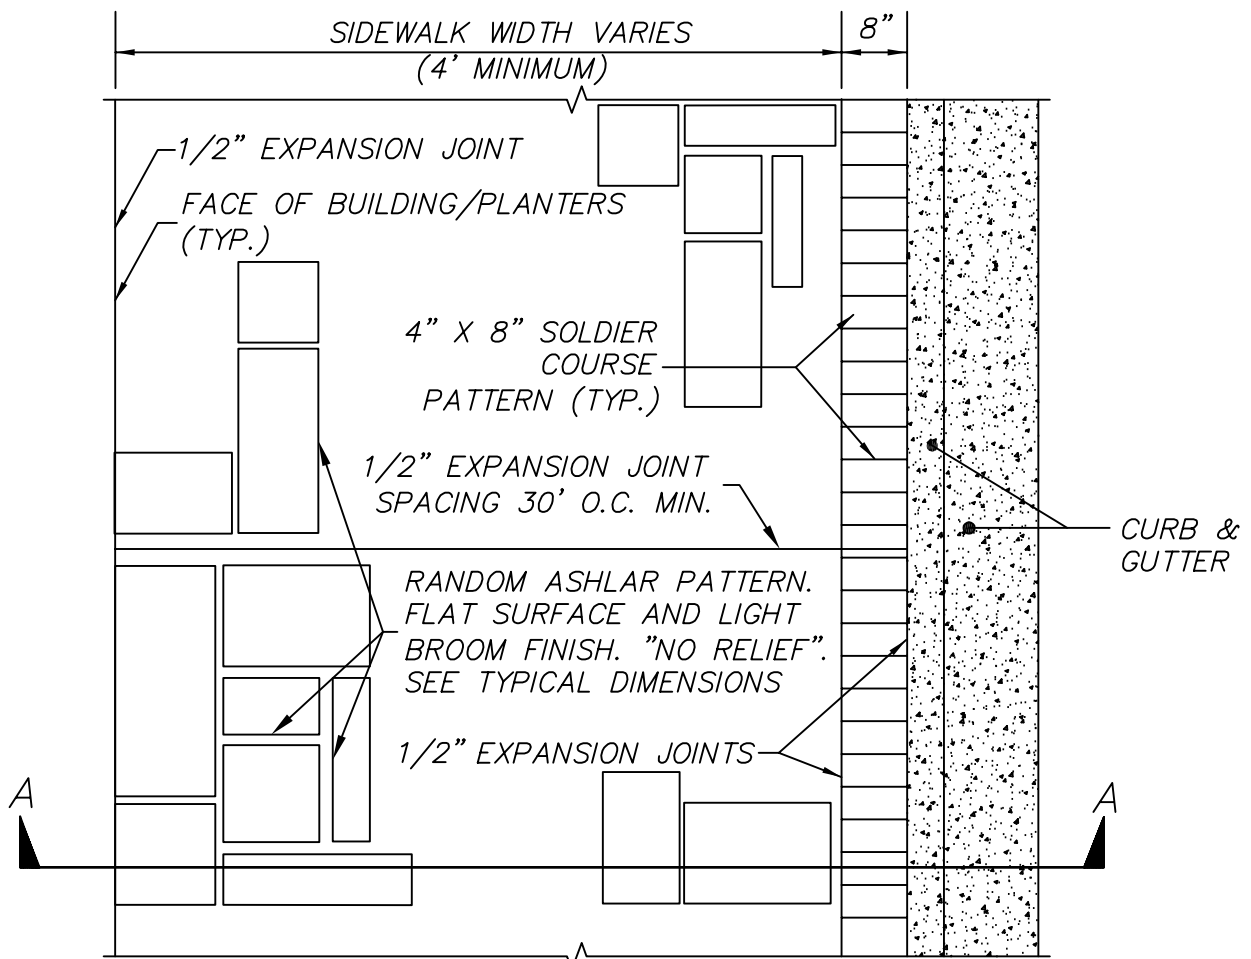 SIDEWALK WIDTH VARIES
(4' MINIMUM)
8"
1/2" EXPANSION JOINT
FACE OF BUILDING/PLANTERS
(TYP.)
4" X 8" SOLDIER
COURSE
PATTERN (TYP.)
1/2" EXPANSION JOINT
SPACING 30' O.C. MIN.
CURB &
GUTTER
RANDOM ASHLAR PATTERN.
FLAT SURFACE AND LIGHT
BROOM FINISH. "NO RELIEF".
SEE TYPICAL DIMENSIONS
1/2" EXPANSION JOINTS
A
A